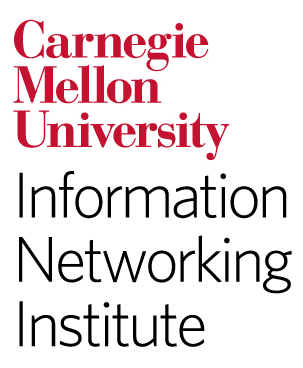 Carnegie
Mellon
University
Information
Networking
Institute